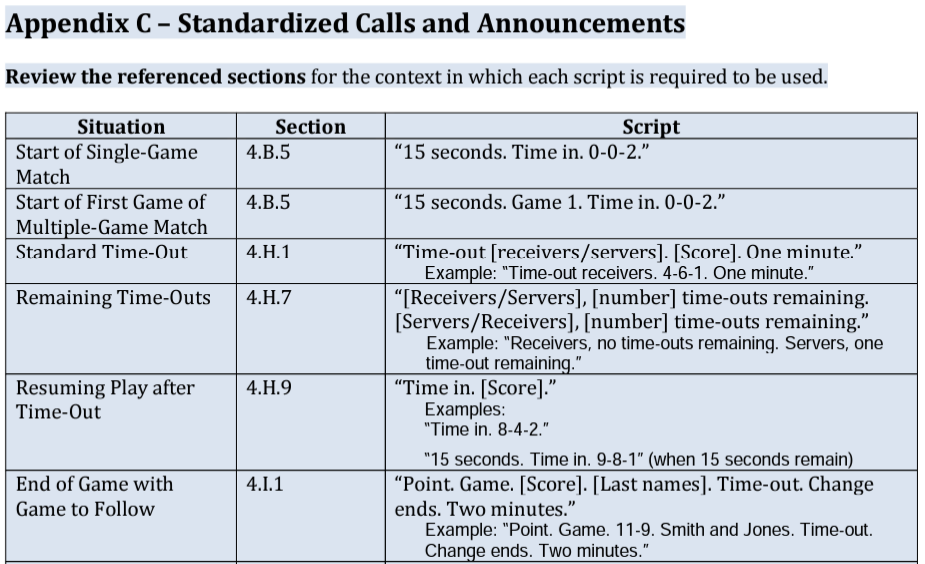 Appendix C – Standardized Calls and Announcements
Review the referenced sections for the context in which each script is required to be used.
Situation Section Script
Start of Single-Game 4.B.5 “15 seconds. Time in. 0-0-2.”
Match
Start of First Game of 4.B.5 “15 seconds. Game 1. Time in. 0-0-2.”
Multiple-Game Match
Standard Time-Out 4.H.1 “Time-out [receivers/servers]. [Score]. One minute.”
Example: “Time-out receivers. 4-6-1. One minute.”
Remaining Time-Outs 4.H.7 “[Receivers/Servers], [number] time-outs remaining.
[Servers/Receivers], [number] time-outs remaining.”
Example: “Receivers, no time-outs remaining. Servers, one
time-out remaining.”
Resuming Play after 4.H.9 “Time in. [Score].”
Time-Out Examples:
“Time in. 8-4-2.”
“15 seconds. Time in. 9-8-1” (when 15 seconds remain)
End of Game with 4.I.1 “Point. Game. [Score]. [Last names]. Time-out. Change
Game to Follow ends. Two minutes.”
Example: “Point. Game. 11-9. Smith and Jones. Time-out.
Change ends. Two minutes.”